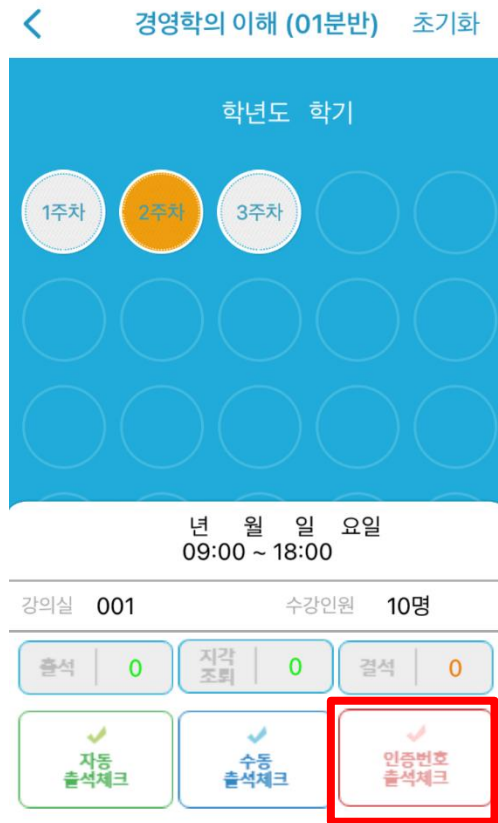 경영학의 이해 (01분반) 초기화
학년도 학기
1주차 2주차 3주차
년 월 일 요일
09:00 ~ 18:00
강의실 001 수강인원 10명
출석 0 지각 0 결석 0
조퇴
자동 수동 인증번호
출석체크 출석체크 출석체크